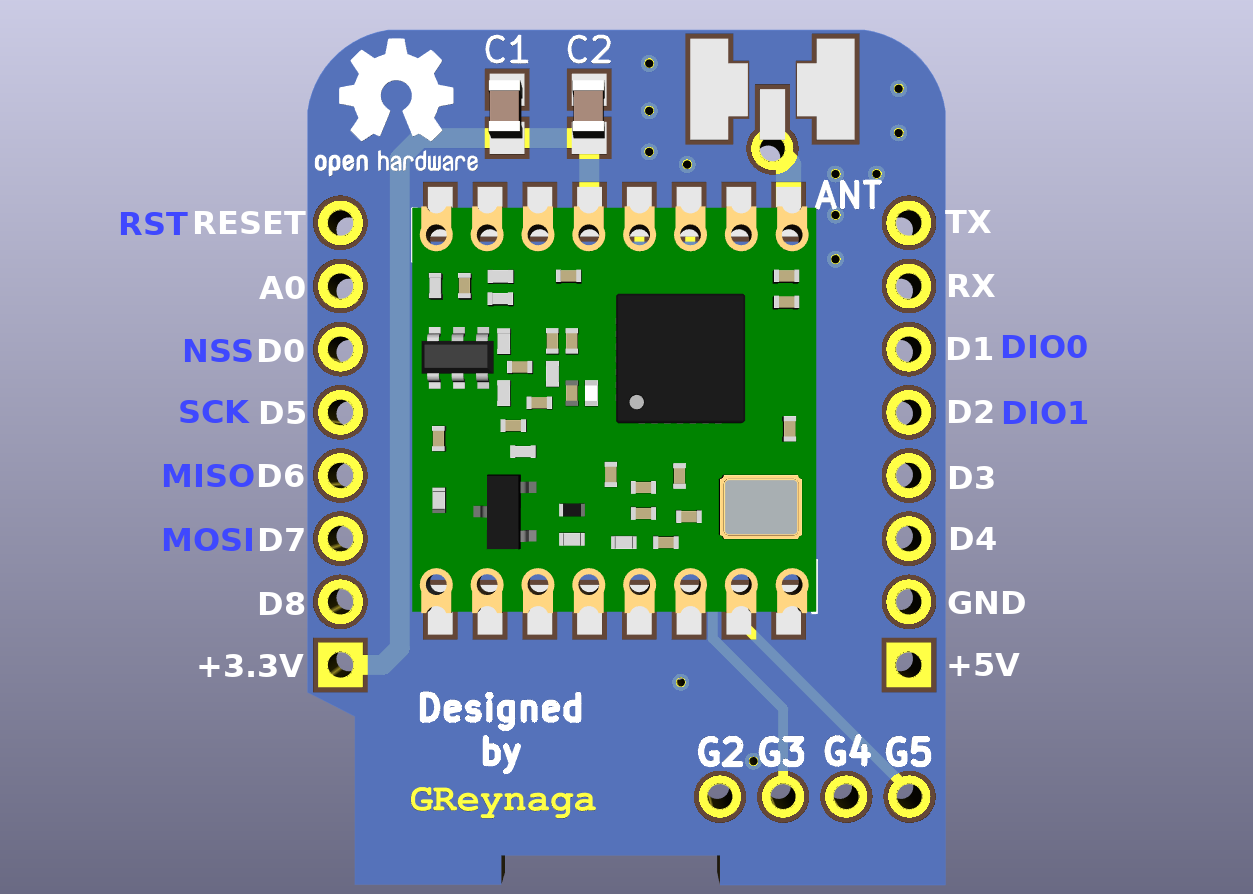 C1 C2
open hardware
ANT
RST RESET TX
A0 RX
NSS D0 D1 DIO0
SCK D5 D2 DIO1
MISO D6 D3
MOSI D7 D4
D8 GND
+3.3V +5V
Designed
by
GReynaga
G2 G3 G4 G5